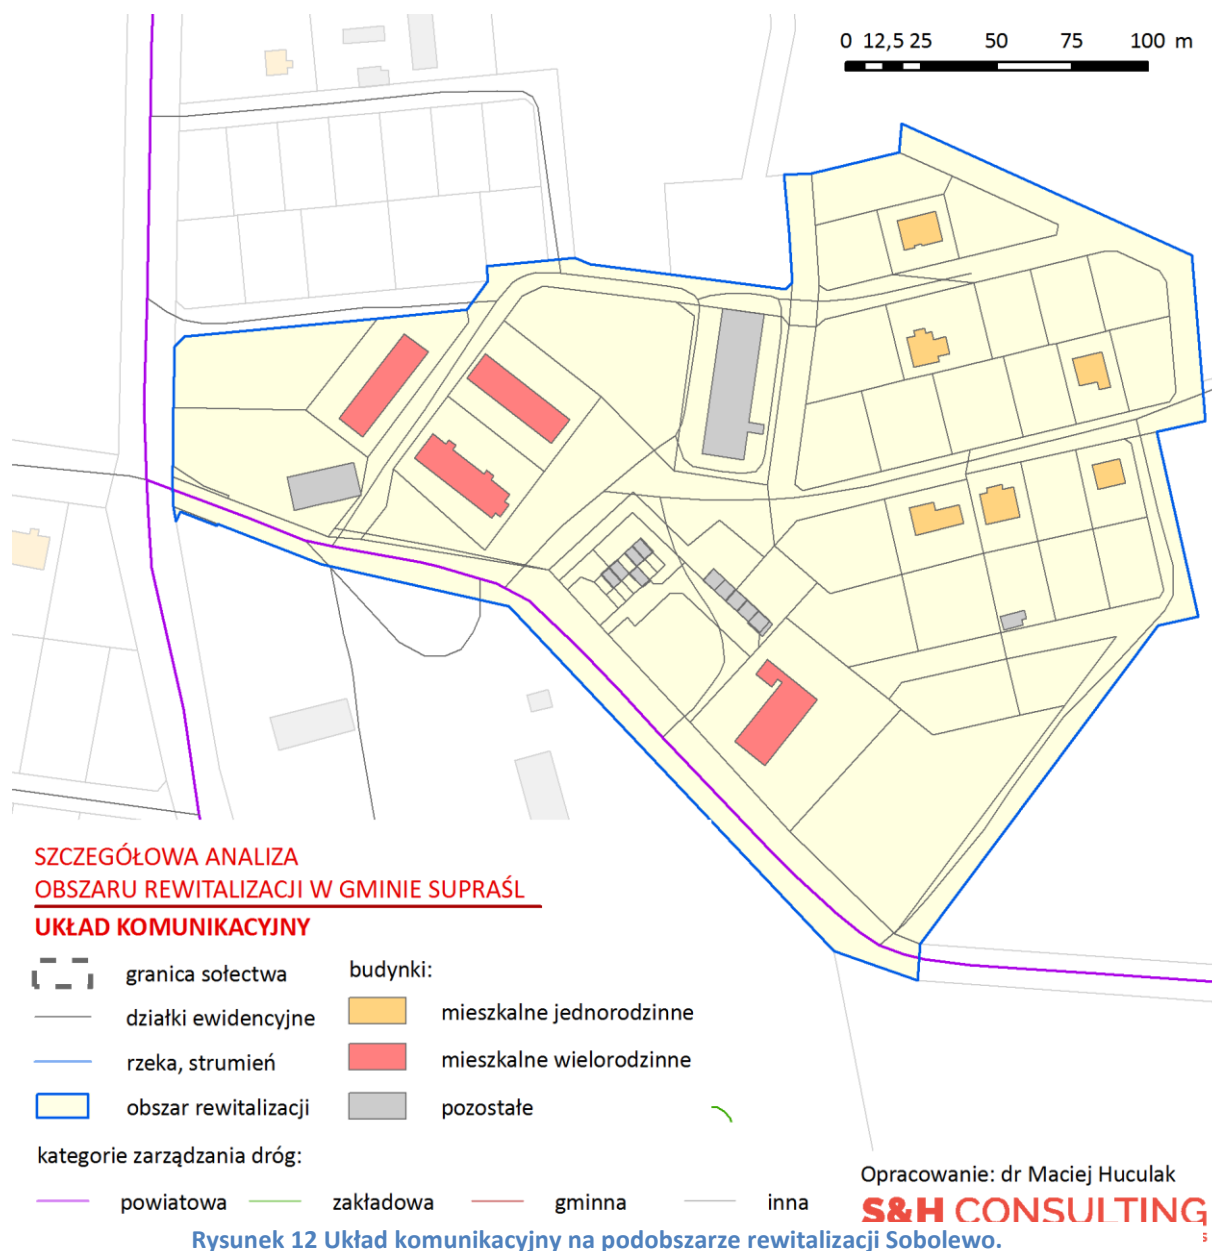 0 12,5 25 50 75 100 m
SZCZEGÓŁOWA ANALIZA
OBSZARU REWITALIZACJI W GMINIE SUPRAŚL
UKŁAD KOMUNIKACYJNY
granica sołectwa
działki ewidencyjne
rzeka, strumień
obszar rewitalizacji
budynki:
mieszkalne jednorodzinne
mieszkalne wielorodzinne
pozostałe
kategorie zarządzania dróg:
powiatowa zakładowa gminna inna
Opracowanie: dr Maciej Huculak
S&H CONSULTING
Rysunek 12 Układ komunikacyjny na podobszarze rewitalizacji Sobolewo.